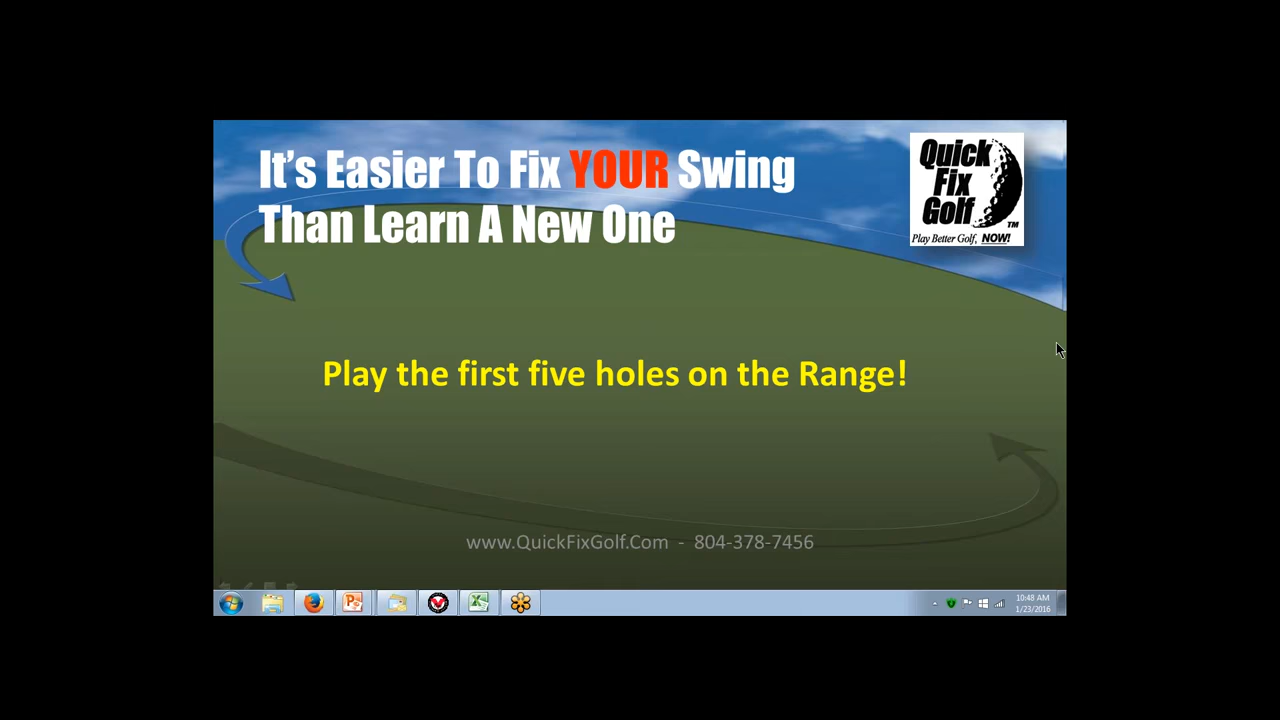 It's Easier To Fix YOUR Swing
Than Learn A New One
Quick
Fix
Golf
TM
Play Better Golf, NOW!
Play the first five holes on the Range!
www.QuickFixGolf.Com - 804-378-7456
10:48 AM
1/23/2016